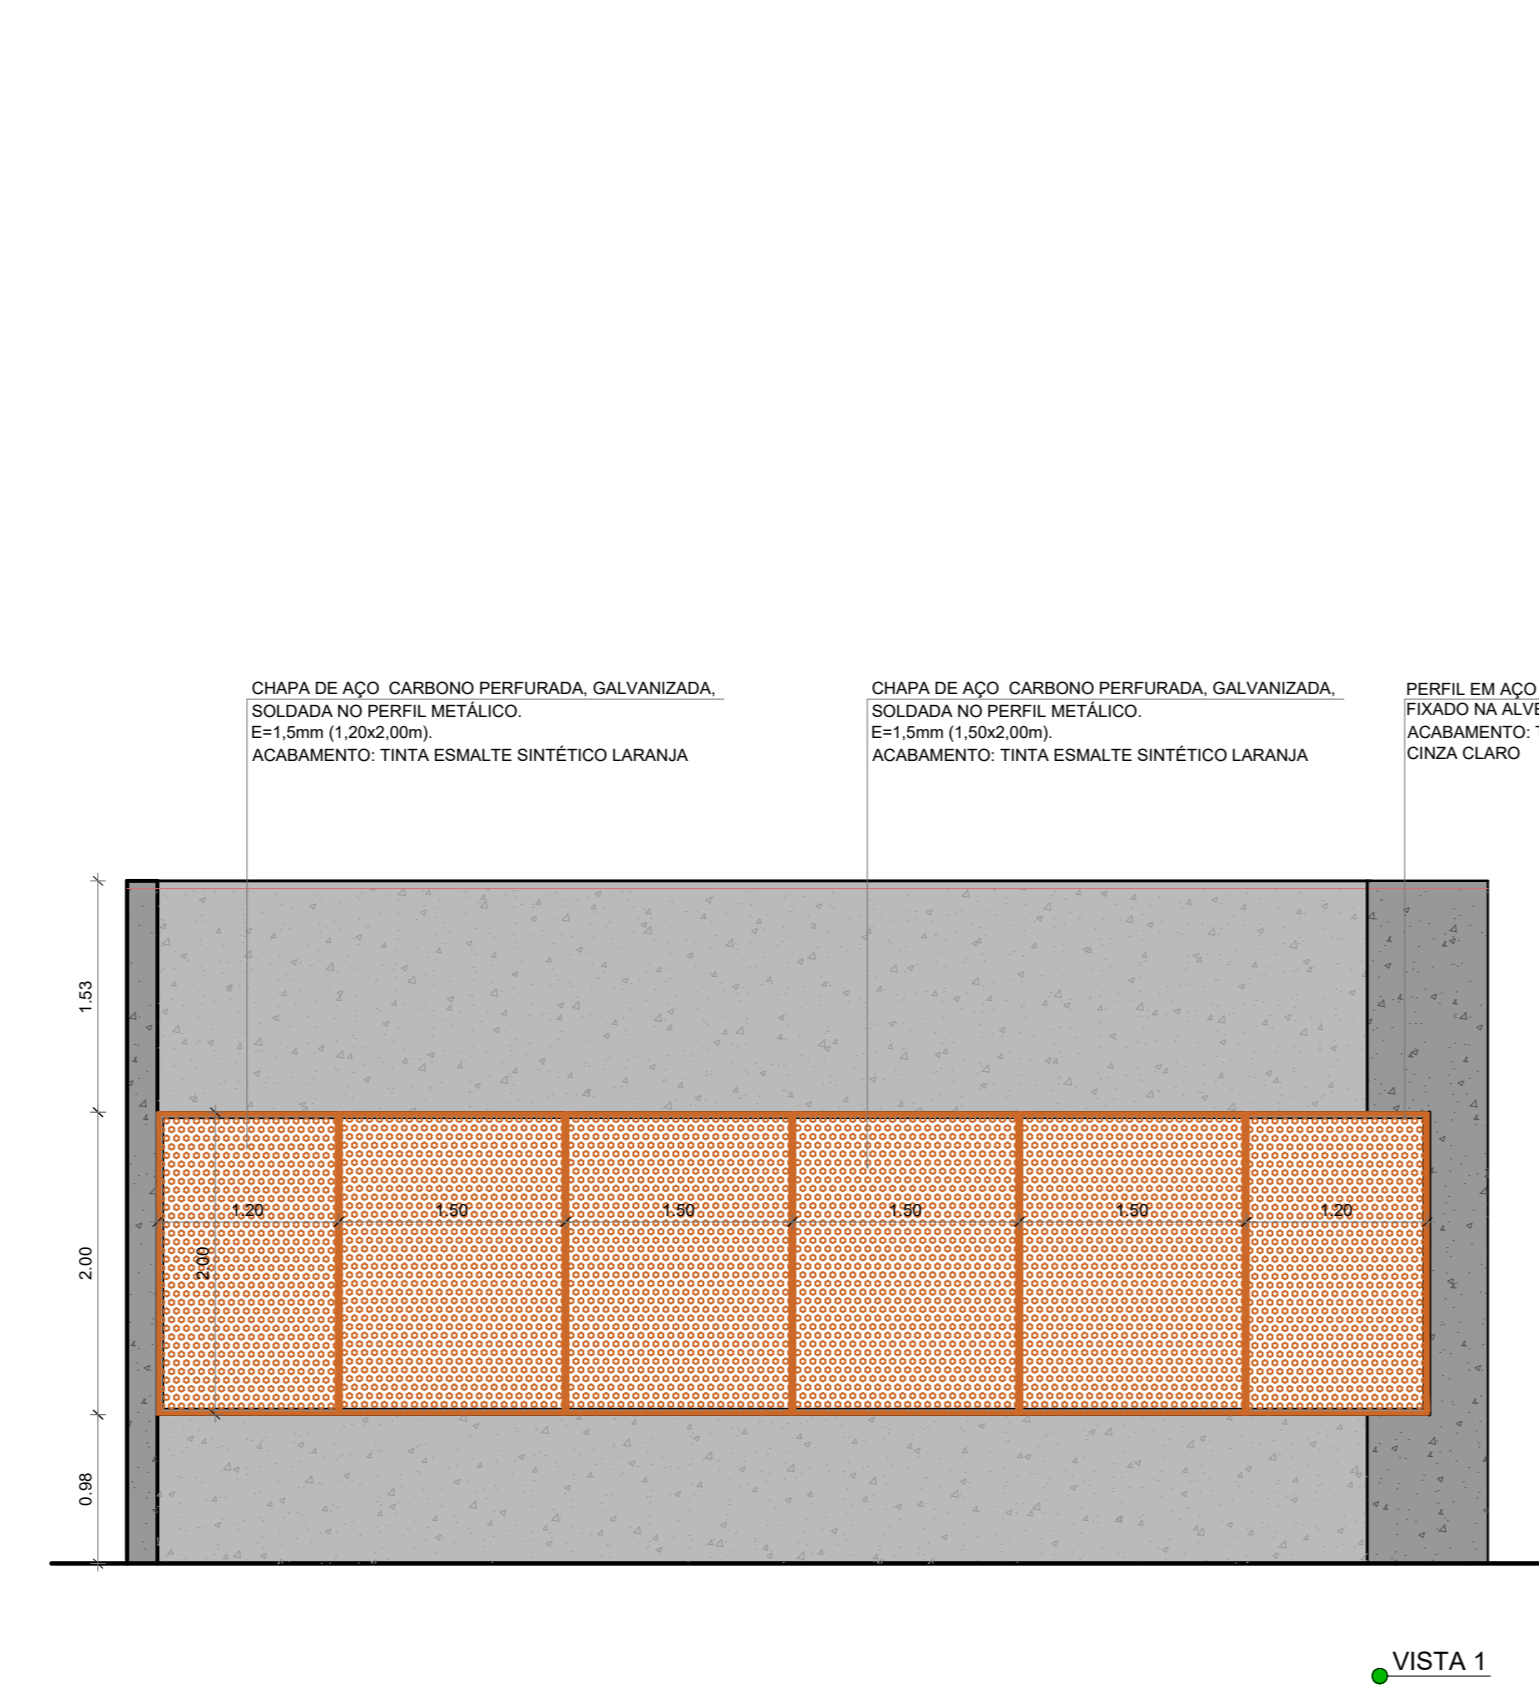 CHAPA DE AÇO CARBONO PERFURADA, GALVANIZADA,
SOLDADA NO PERFIL METÁLICO.
E=1,5mm (1,20x2,00m).
ACABAMENTO: TINTA ESMALTE SINTÉTICO LARANJA
CHAPA DE AÇO CARBONO PERFURADA, GALVANIZADA,
SOLDADA NO PERFIL METÁLICO.
E=1,5mm (1,50x2,00m).
ACABAMENTO: TINTA ESMALTE SINTÉTICO LARANJA
PERFIL EM AÇO
FIXADO NA ALVE
ACABAMENTO: T
CINZA CLARO
1.53
2.00
0.98
1.20
1.50
1.50
1.50
1.50
1.20
2.00
VISTA 1